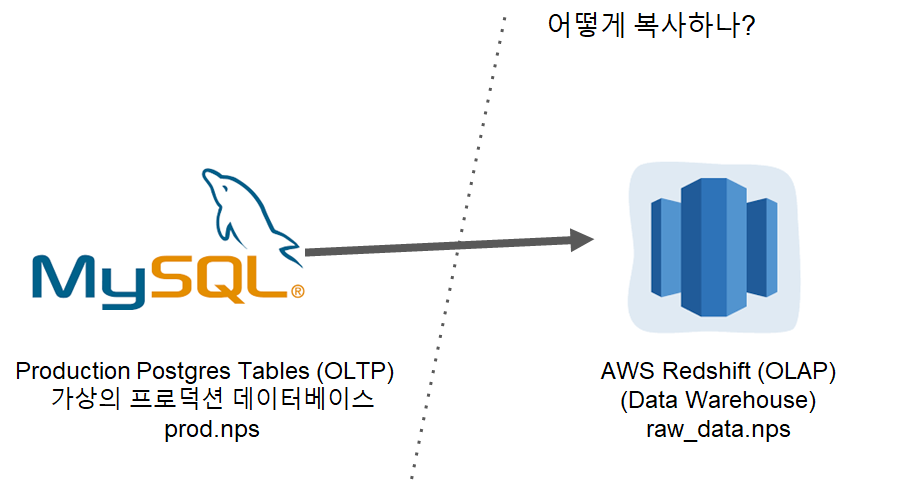 어떻게 복사하나?
MySQL®
Production Postgres Tables (OLTP)
가상의 프로덕션 데이터베이스
prod.nps
AWS Redshift (OLAP)
(Data Warehouse)
raw_data.nps